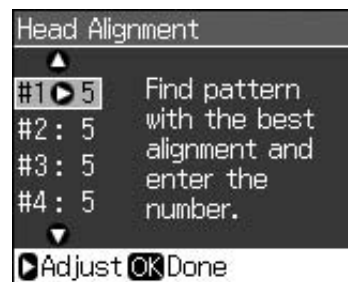 Head Alignment
#1 5
#2: 5
#3: 5
#4: 5
Find pattern
with the best
alignment and
enter the
number.
Adjust OK Done